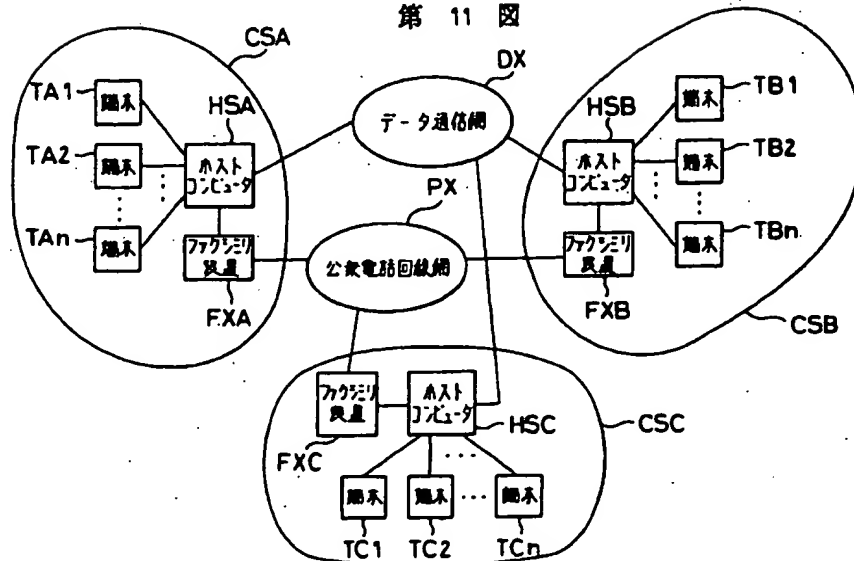 第 11 図
CSA
DX
TA1
端末
HSA
データ通信網
HSB
端末
TB1
TA2
端末
ホスト
コンピュータ
ホスト
コンピュータ
端末
TB2
PX
TAn
端末
ファクシミリ
装置
公衆電話回線網
ファクシミリ
装置
端末
TBn
FXA
FXB
CSB
ファクシミリ
装置
ホスト
コンピュータ
HSC
CSC
FXC
端末
端末
端末
TC1
TC2
TCn